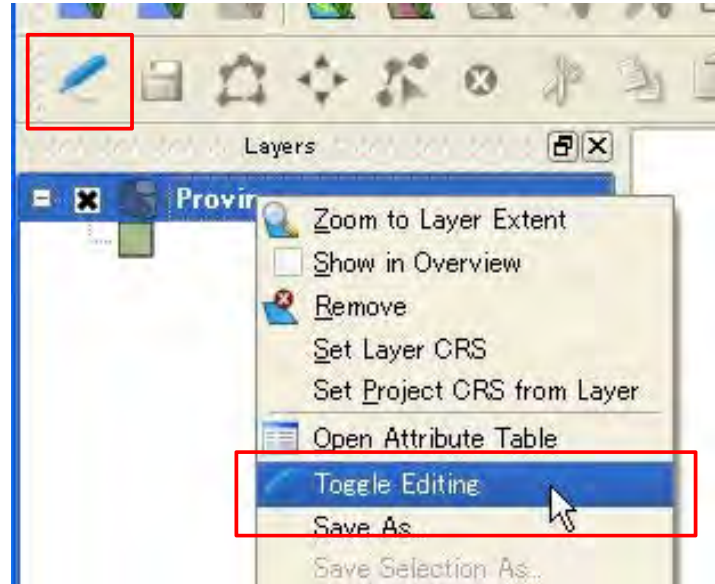 Layers
Provin
Zoom to Layer Extent
Show in Overview
Remove
Set Layer CRS
Set Project CRS from Layer
Open Attribute Table
Toggle Editing
Save As...
Save Selection As...